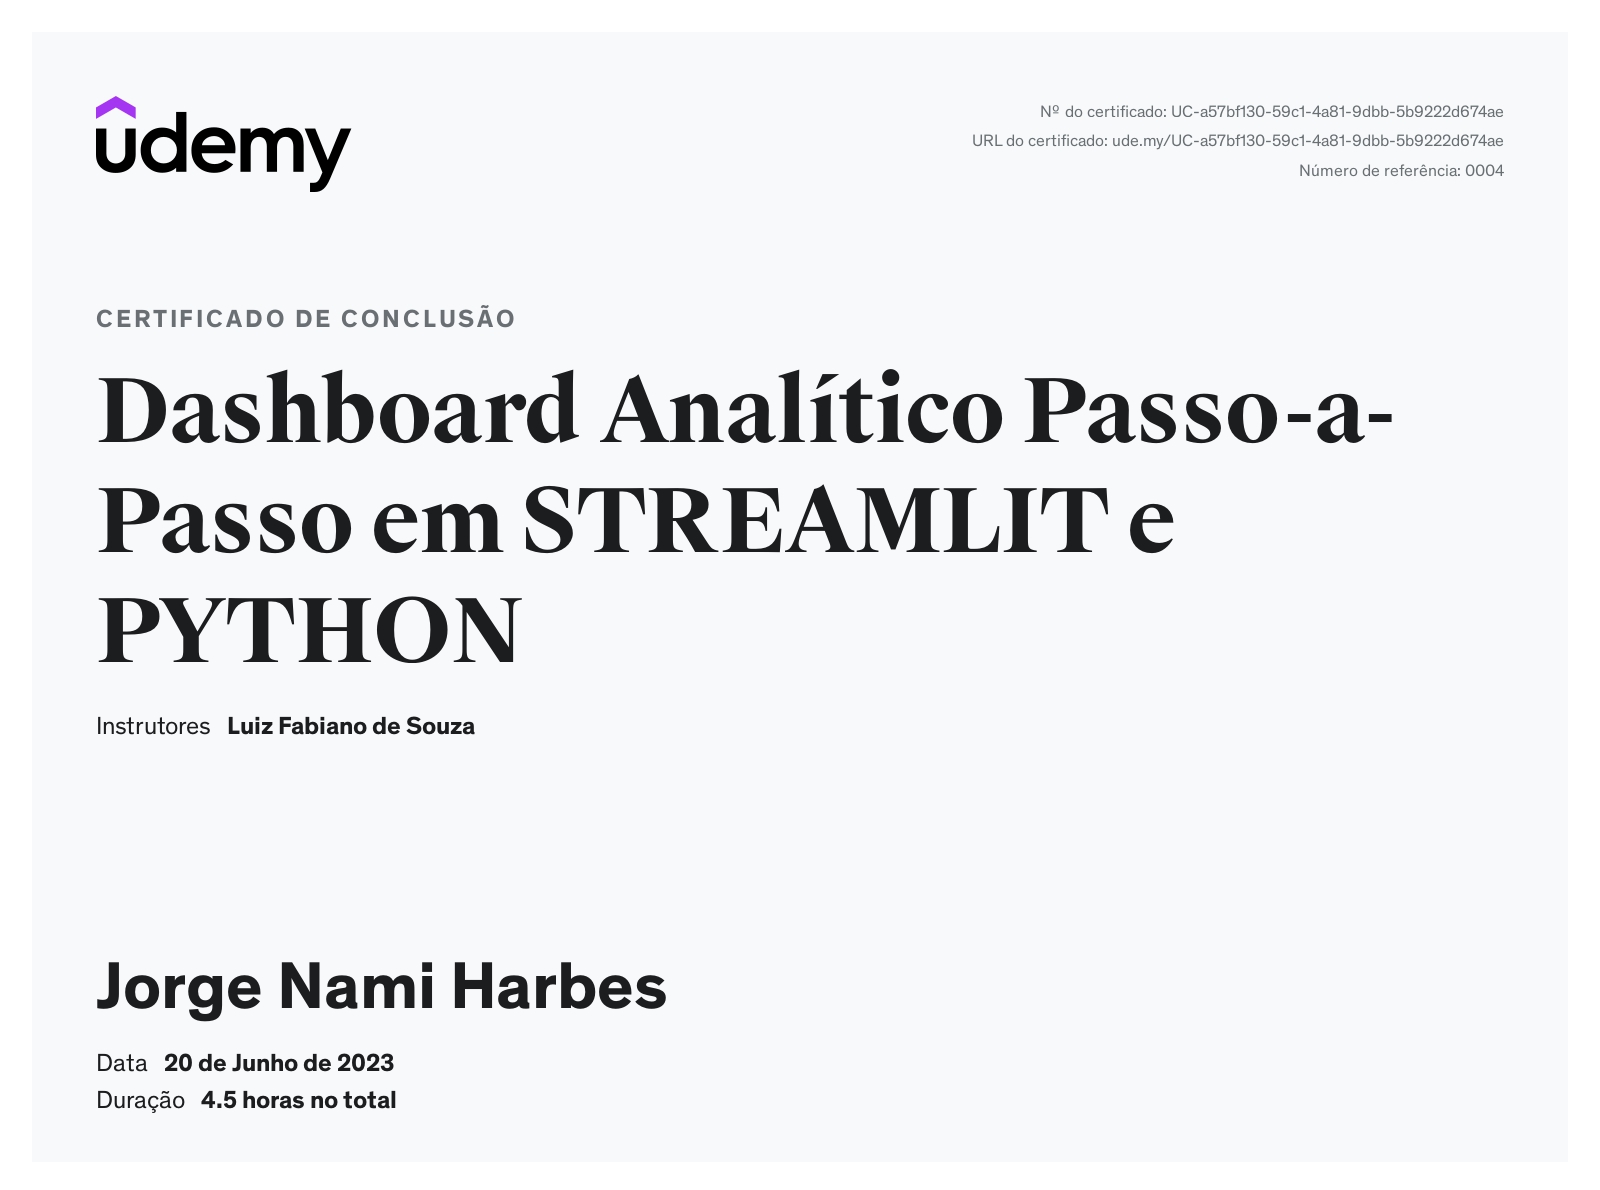 udemy
Nº do certificado: UC-a57bf130-59c1-4a81-9dbb-5b9222d674ae
URL do certificado: ude.my/UC-a57bf130-59c1-4a81-9dbb-5b9222d674ae
Número de referência: 0004
CERTIFICADO DE CONCLUSÃO
Dashboard Analítico Passo-a-
Passo em STREAMLIT e
PYTHON
Instrutores Luiz Fabiano de Souza
Jorge Nami Harbes
Data 20 de Junho de 2023
Duração 4.5 horas no total